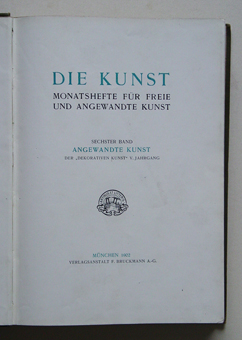 DIE KUNST
MONATSHEFTE FÜR FREIE
UND ANGEWANDTE KUNST
SECHSTER BAND
ANGEWANDTE KUNST
DER „DEKORATIVEN KUNST" V. JAHRGANG
MÜNCHEN 1902
VERLAGSANSTALT F. BRUCKMANN A.-G.